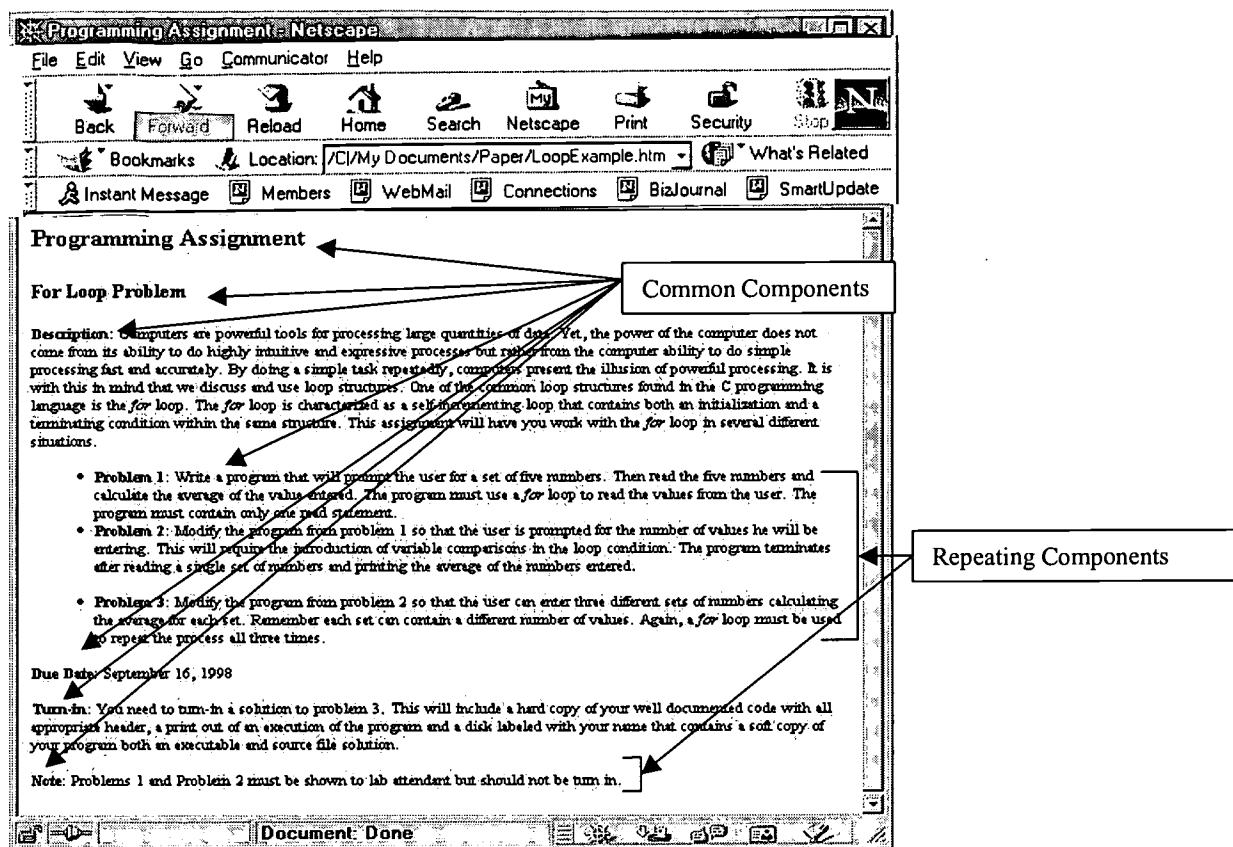 Programming Assignment - Netscape
File Edit View Go Communicator Help
Back Forward Reload Home Search Netscape Print Security Stop N
My
Bookmarks Location: /C|/My Documents/Paper/LoopExample.htm What's Related
Instant Message Members WebMail Connections BizJournal SmartUpdate
Programming Assignment
For Loop Problem
Common Components
Description: Computers are powerful tools for processing large quantities of data. Yet, the power of the computer does not
come from its ability to do highly intuitive and expressive processes but rather from the computer ability to do simple
processing fast and accurately. By doing a simple task repeatedly, computers present the illusion of powerful processing. It is
with this in mind that we discuss and use loop structures. One of the common loop structures found in the C programming
language is the for loop. The for loop is characterized as a self-incrementing loop that contains both an initialization and a
terminating condition within the same structure. This assignment will have you work with the for loop in several different
situations.
• Problem 1: Write a program that will prompt the user for a set of five numbers. Then read the five numbers and
calculate the average of the value entered. The program must use a for loop to read the values from the user. The
program must contain only one read statement.
• Problem 2: Modify the program from problem 1 so that the user is prompted for the number of values he will be
entering. This will require the introduction of variable comparisons in the loop condition. The program terminates
after reading a single set of numbers and printing the average of the numbers entered.
Repeating Components
• Problem 3: Modify the program from problem 2 so that the user can enter three different sets of numbers calculating
the average for each set. Remember each set can contain a different number of values. Again, a for loop must be used
to repeat the process all three times.
Due Date: September 16, 1998
Turn-in: You need to turn-in a solution to problem 3. This will include a hard copy of your well documented code with all
appropriate header, a print out of an execution of the program and a disk labeled with your name that contains a soft copy of
your program both an executable and source file solution.
Note: Problems 1 and Problem 2 must be shown to lab attendant but should not be turn in.
Document: Done